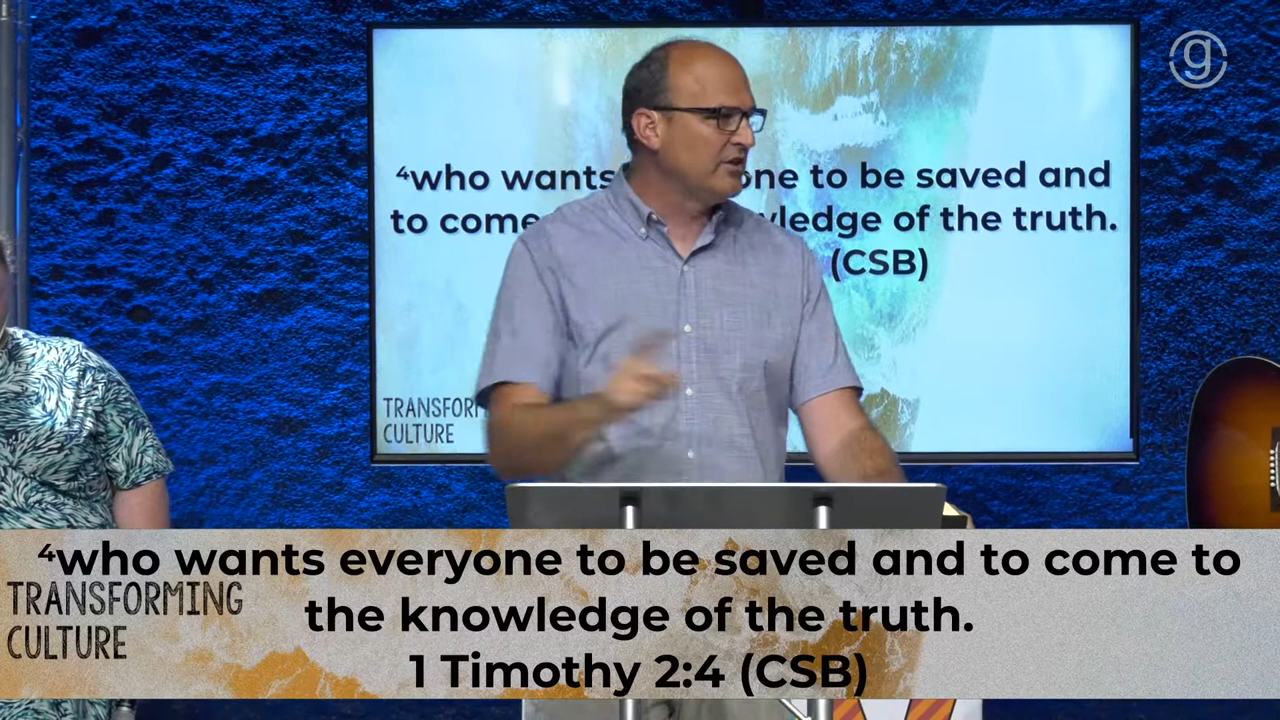 g
⁴who wants one to be saved and
to come ledge of the truth.
(CSB)
TRANSFOR
CULTURE
⁴who wants everyone to be saved and to come to
the knowledge of the truth.
1 Timothy 2:4 (CSB)
TRANSFORMING
CULTURE